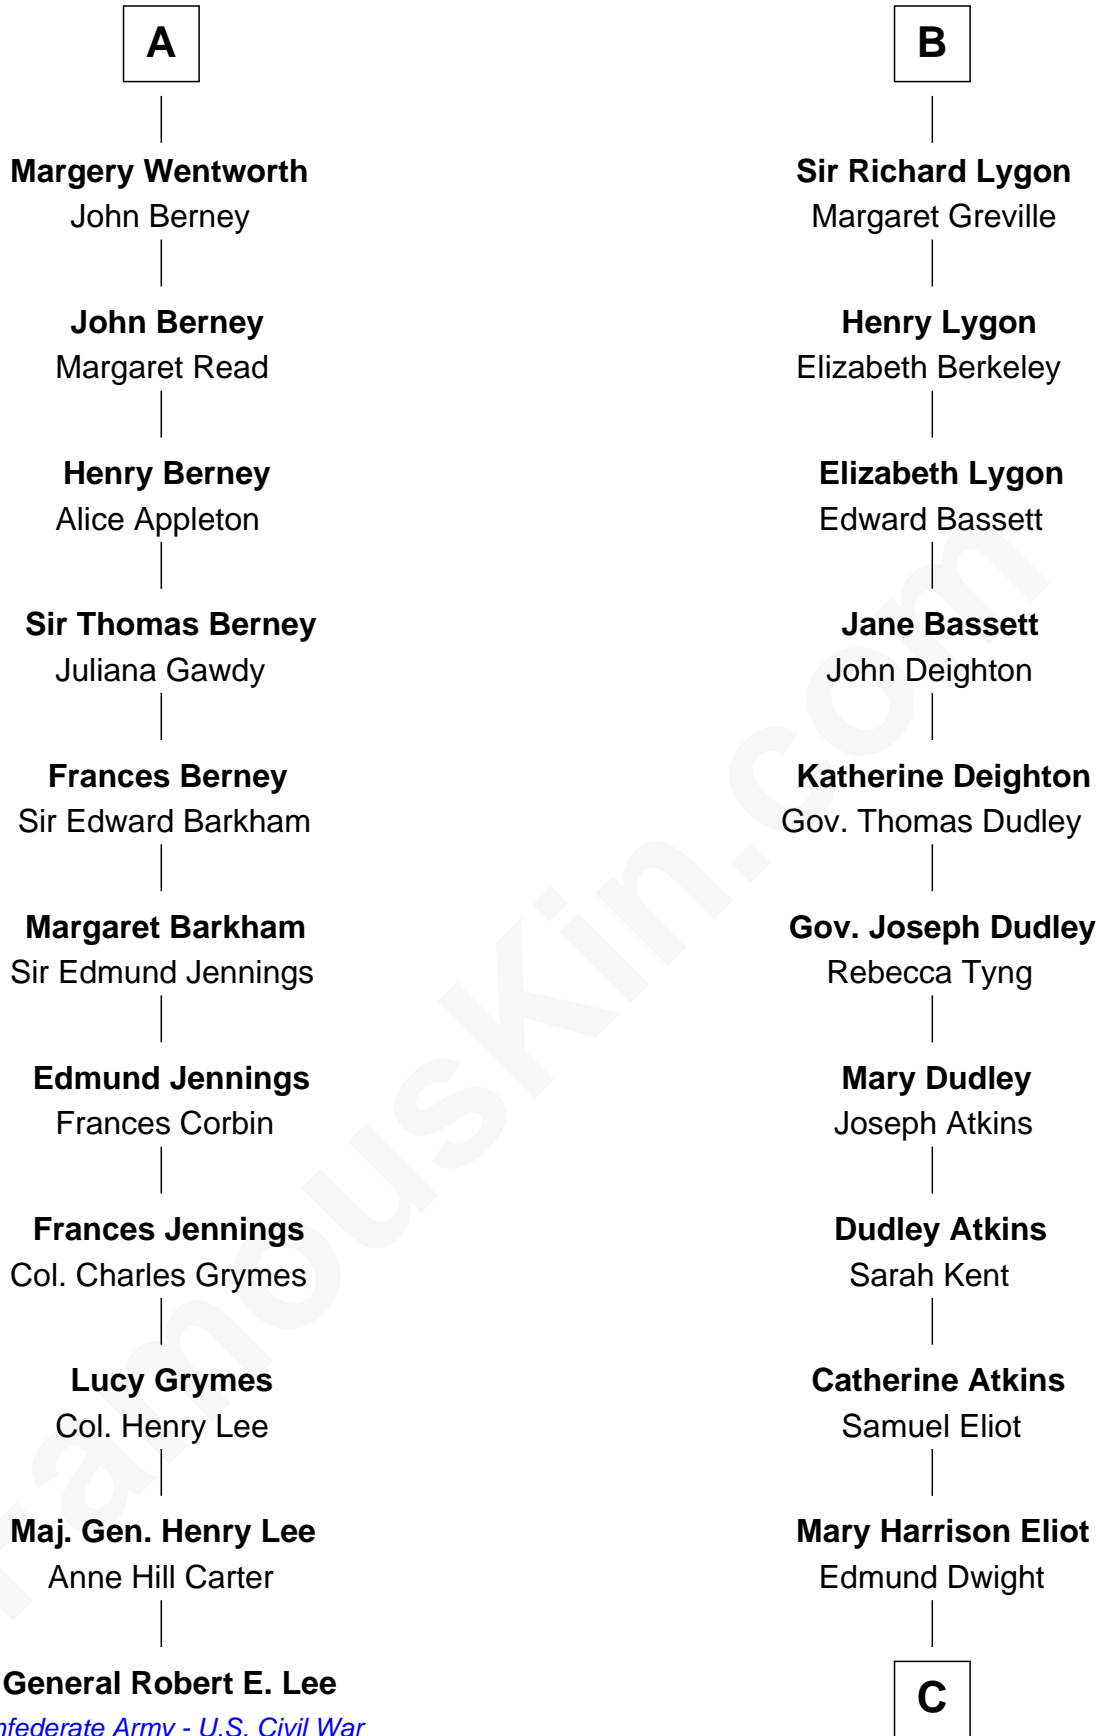 A
Margery Wentworth
John Berney
John Berney
Margaret Read
Henry Berney
Alice Appleton
Sir Thomas Berney
Juliana Gawdy
Frances Berney
Sir Edward Barkham
Margaret Barkham
Sir Edmund Jennings
Edmund Jennings
Frances Corbin
Frances Jennings
Col. Charles Grymes
Lucy Grymes
Col. Henry Lee
Maj. Gen. Henry Lee
Anne Hill Carter
General Robert E. Lee
nfederate Army - U.S. Civil War
B
Sir Richard Lygon
Margaret Greville
Henry Lygon
Elizabeth Berkeley
Elizabeth Lygon
Edward Bassett
Jane Bassett
John Deighton
Katherine Deighton
Gov. Thomas Dudley
Gov. Joseph Dudley
Rebecca Tyng
Mary Dudley
Joseph Atkins
Dudley Atkins
Sarah Kent
Catherine Atkins
Samuel Eliot
Mary Harrison Eliot
Edmund Dwight
C
FamousKin.com